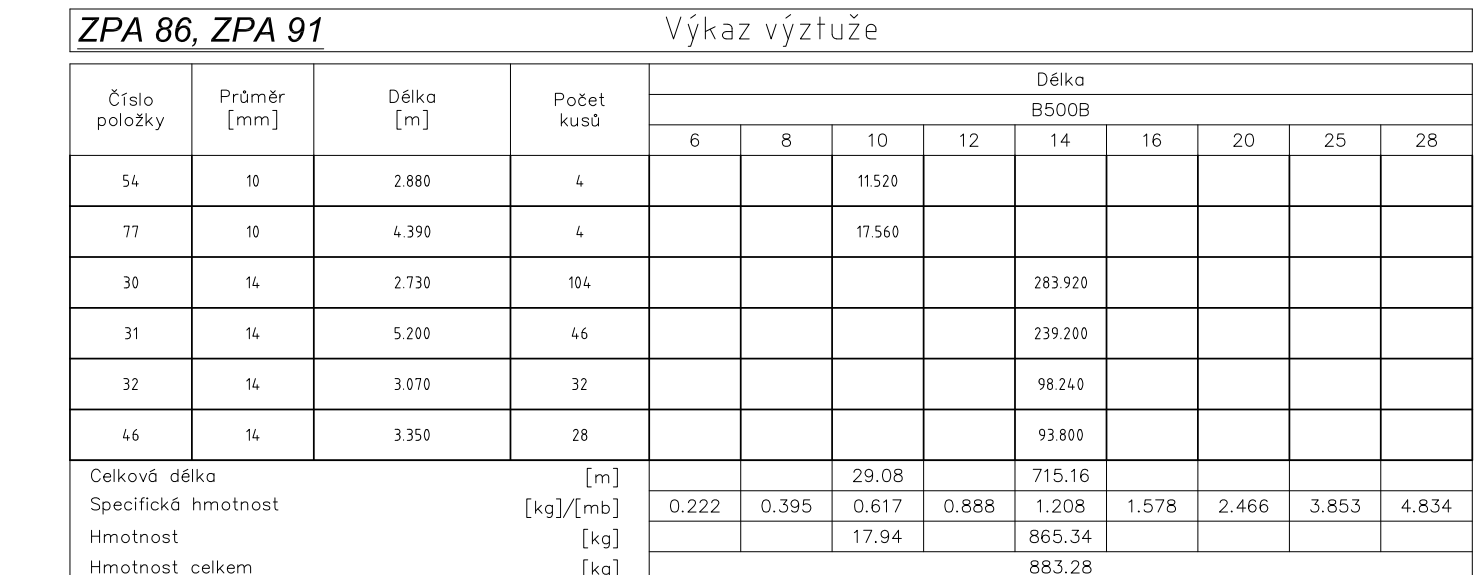 ZPA 86, ZPA 91 Výkaz výztuže
Číslo položky Průměr [mm] Délka [m] Počet kusů Délka
B500B
6 8 10 12 14 16 20 25 28
54 10 2.880 4 11.520
77 10 4.390 4 17.560
30 14 2.730 104 283.920
31 14 5.200 46 239.200
32 14 3.070 32 98.240
46 14 3.350 28 93.800
Celková délka [m] 29.08 715.16
Specifická hmotnost [kg]/[mb] 0.222 0.395 0.617 0.888 1.208 1.578 2.466 3.853 4.834
Hmotnost [kg] 17.94 865.34
Hmotnost celkem [kg] 883.28